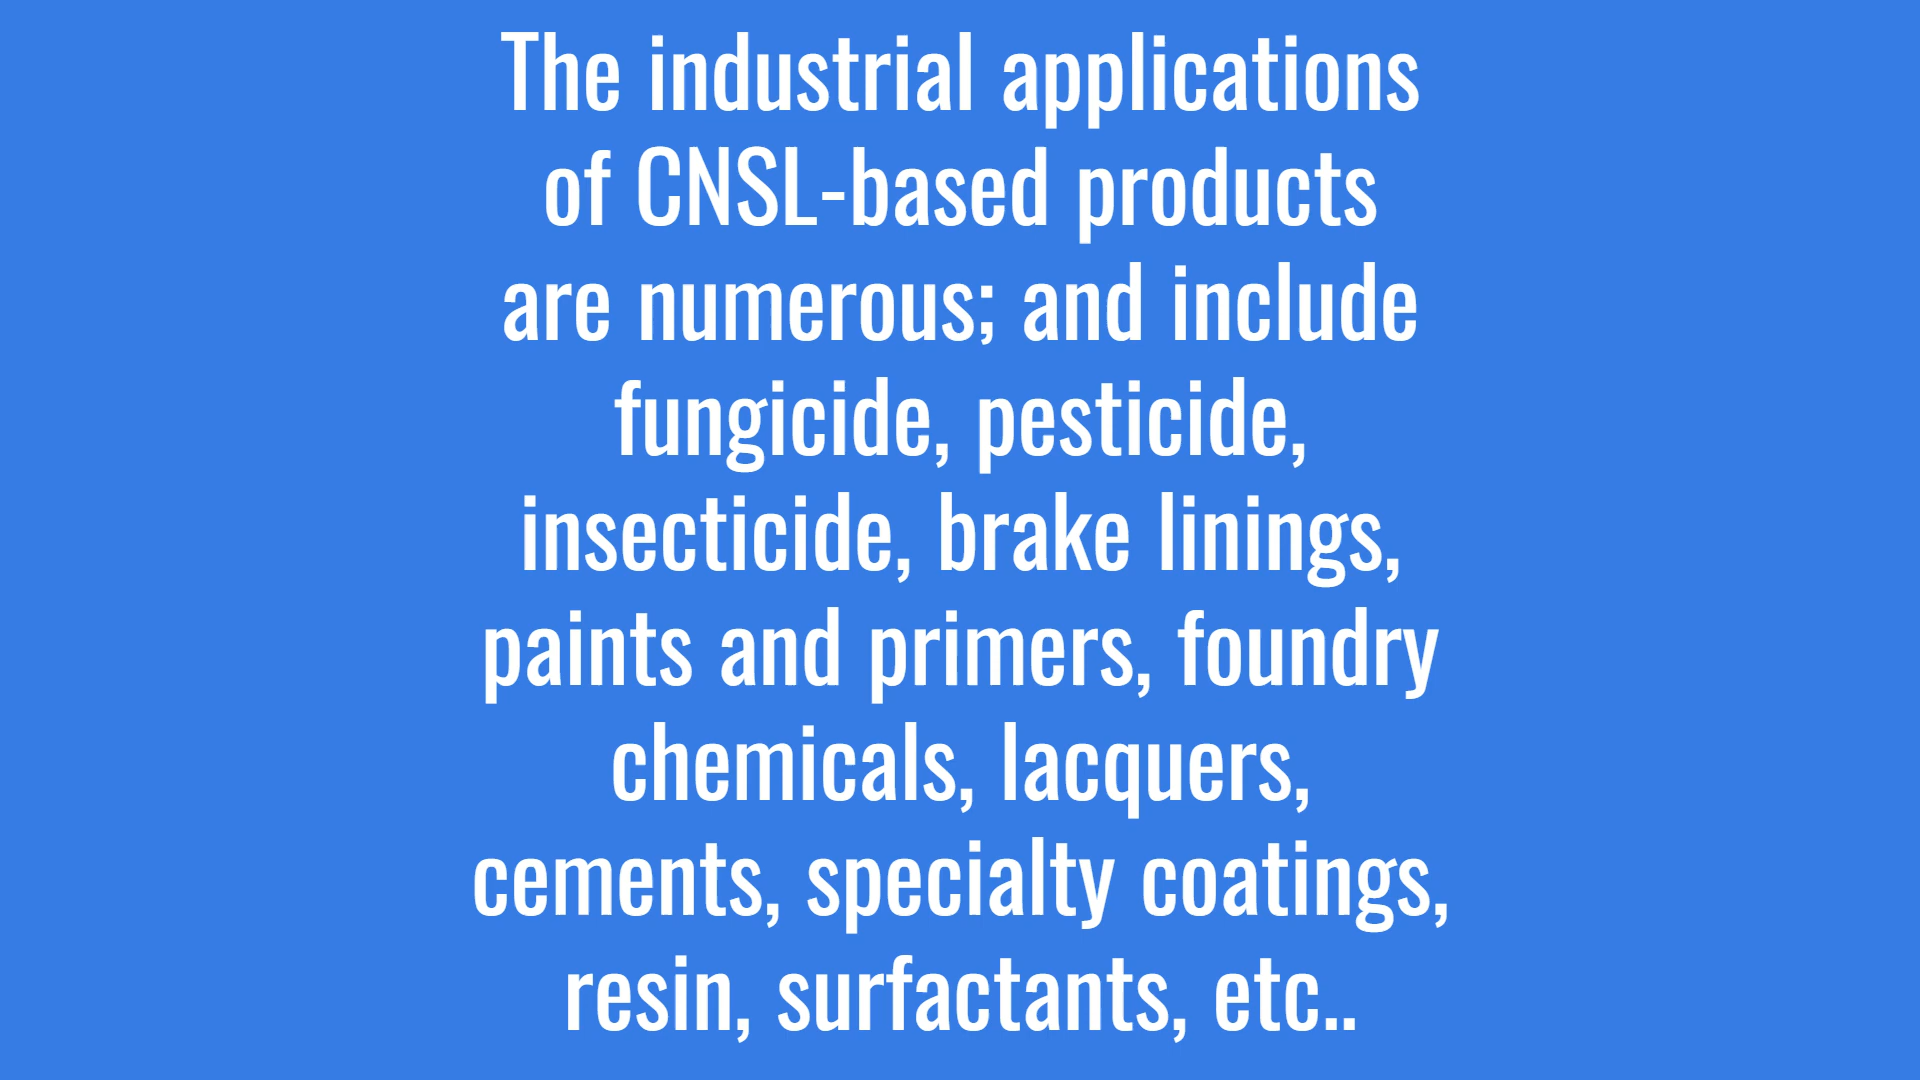 The industrial applications
of CNSL-based products
are numerous; and include
fungicide, pesticide,
insecticide, brake linings,
paints and primers, foundry
chemicals, lacquers,
cements, specialty coatings,
resin, surfactants, etc..